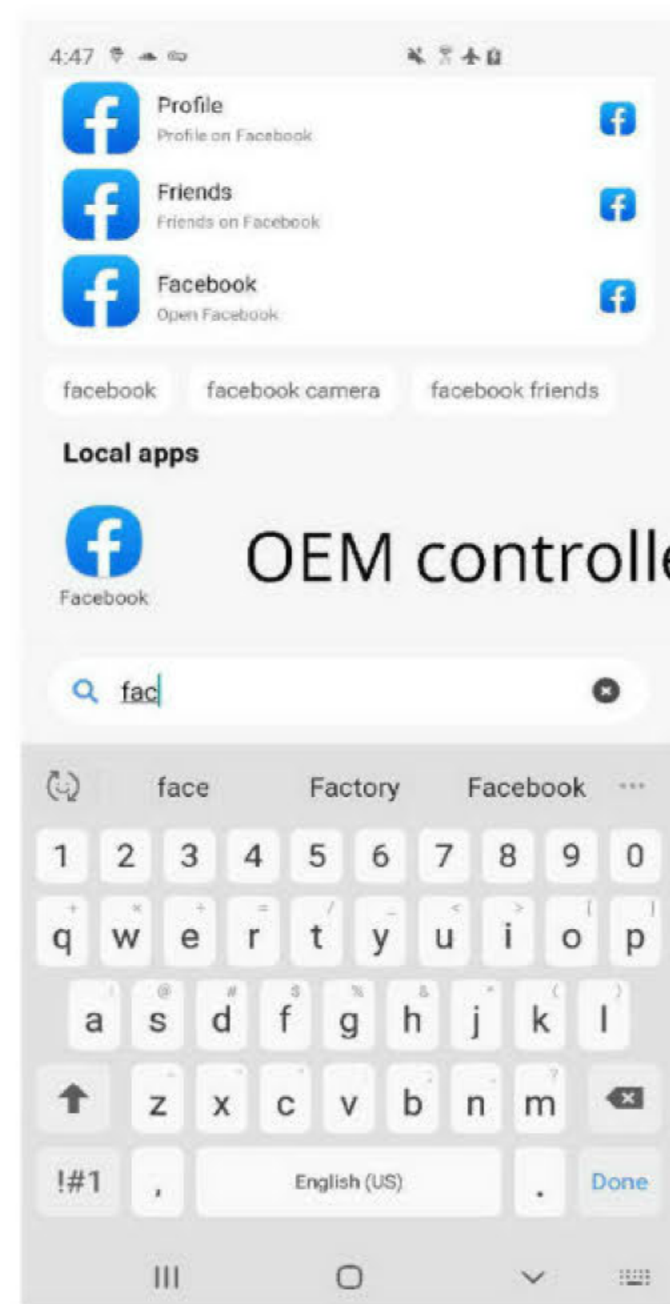 4:47
Profile
Profile on Facebook
Friends
Friends on Facebook
Facebook
Open Facebook
facebook facebook camera facebook friends
Local apps
OEM controlle
Facebook
fac
face Factory Facebook ...
1 2 3 4 5 6 7 8 9 0
q w e r t y u i o p
a s d f g h j k l
z x c v b n m
!#1 , English (US) . Done